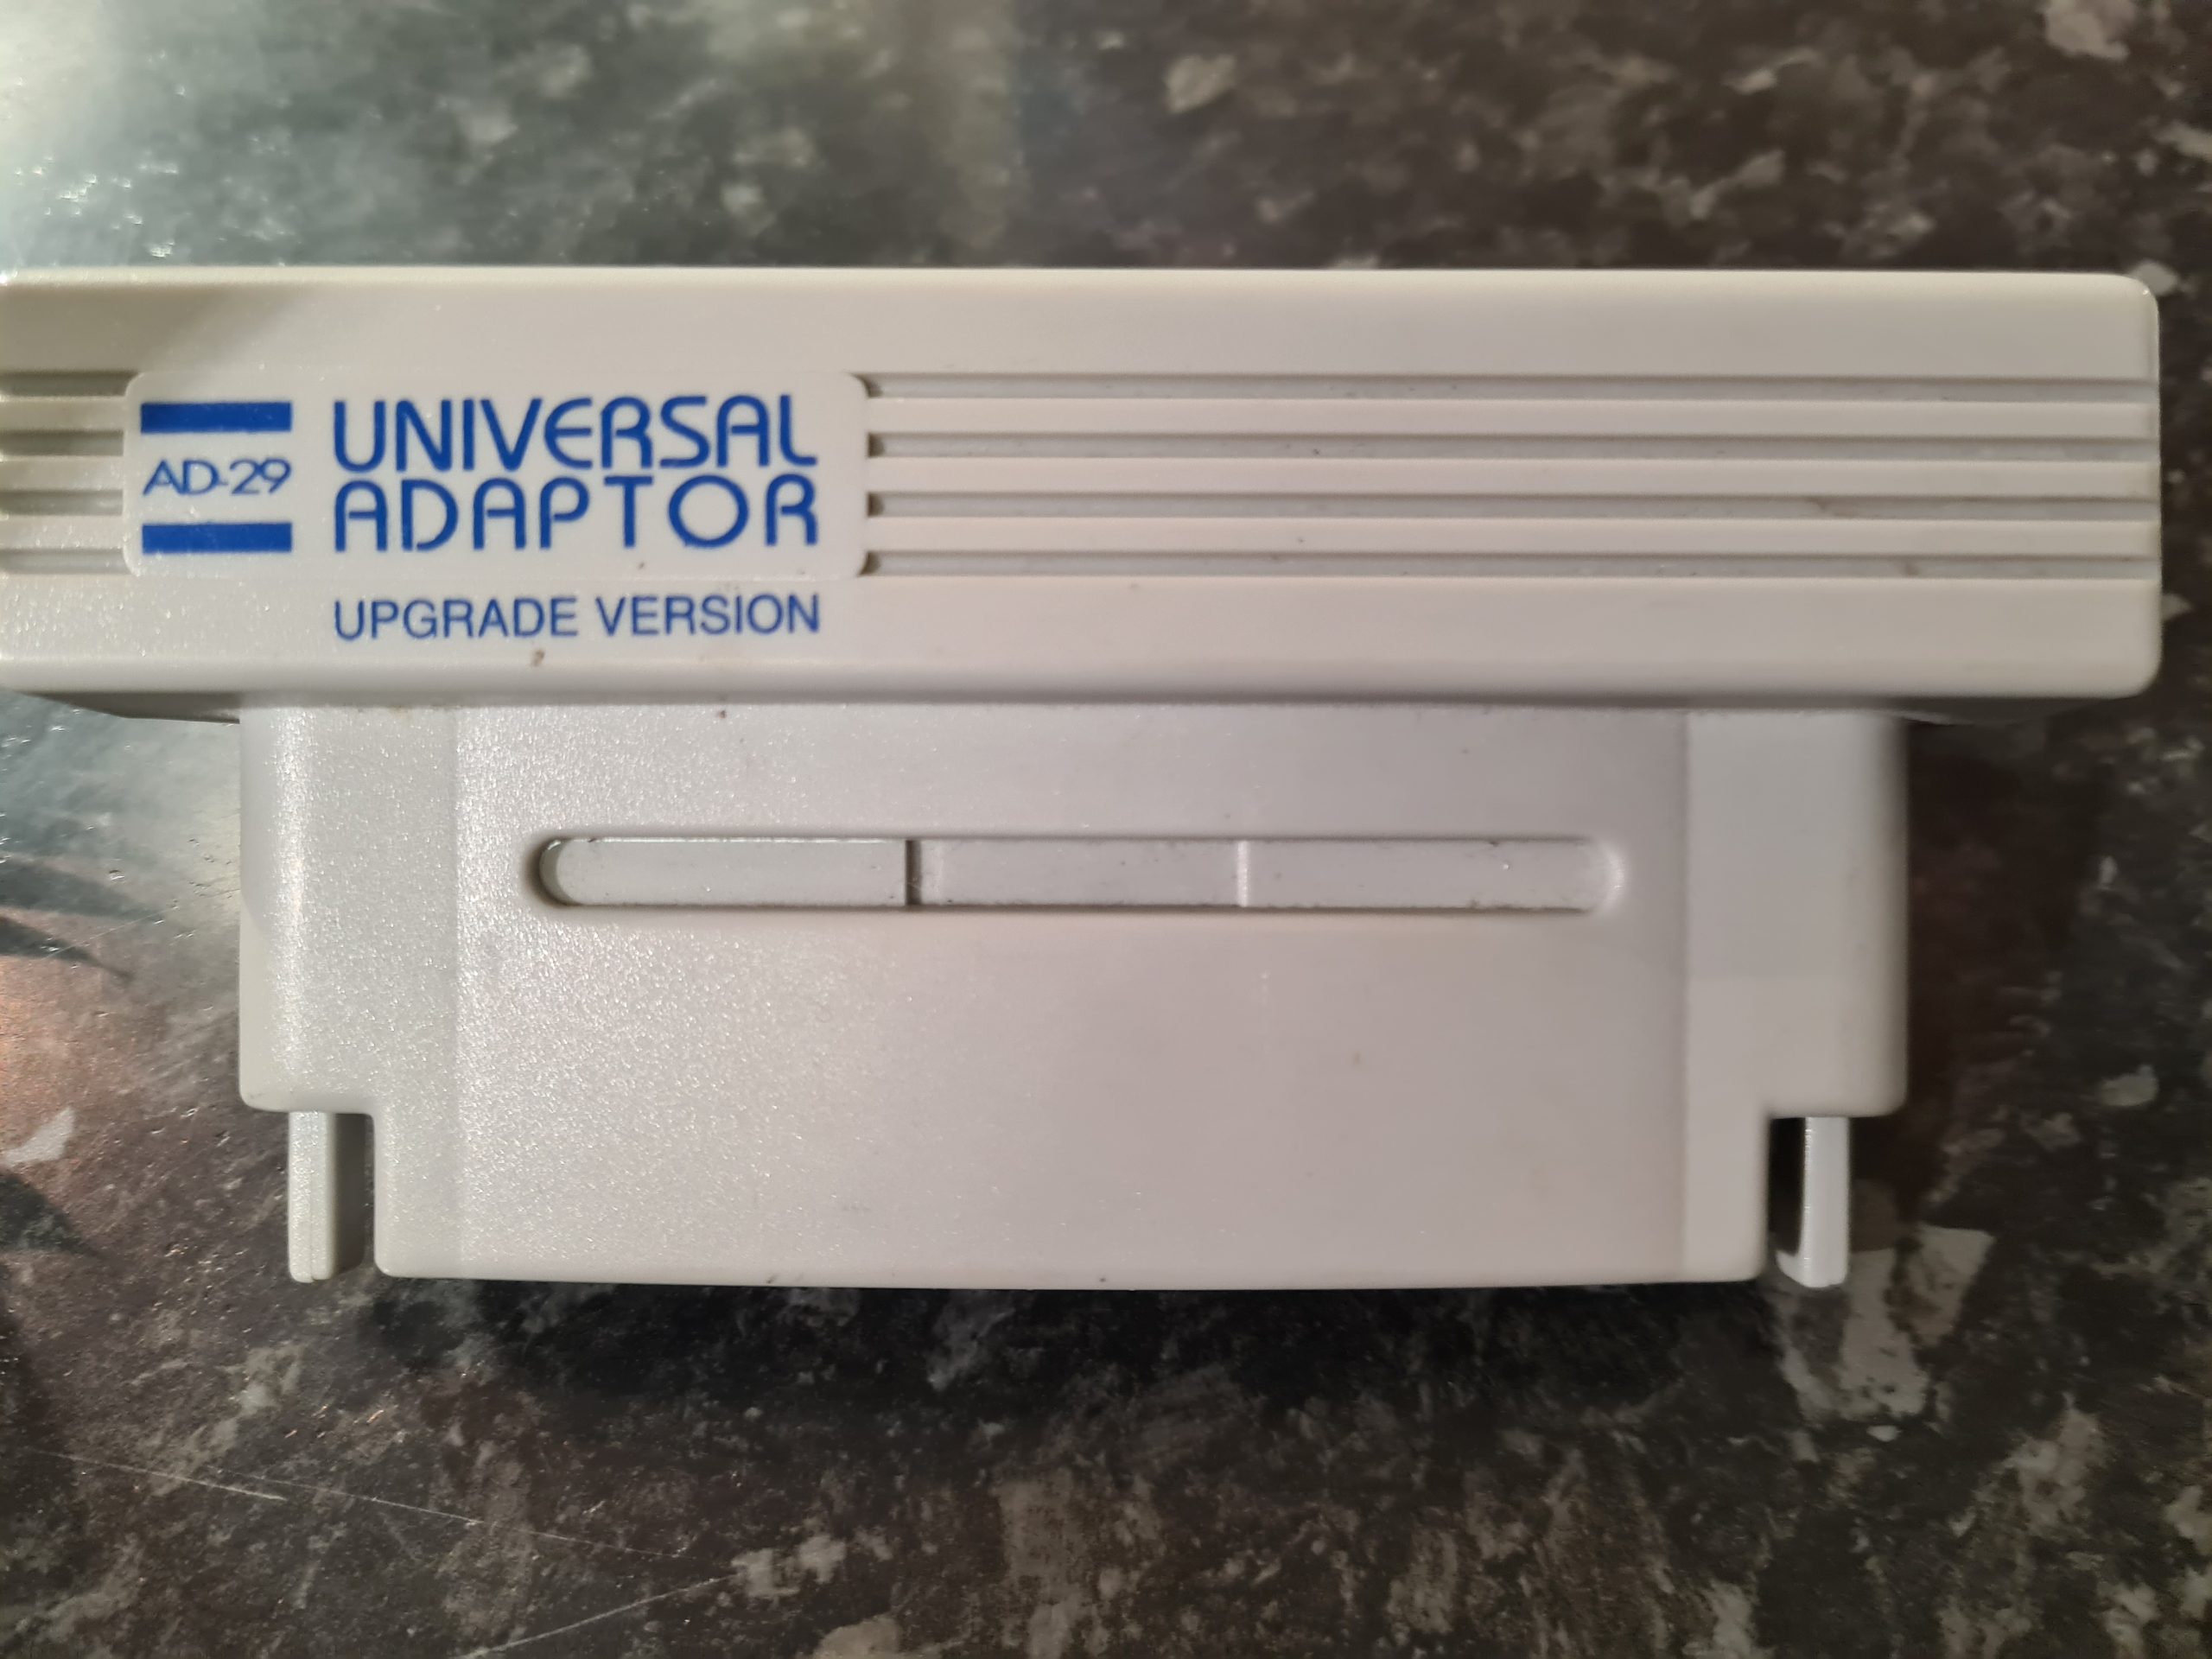 AD-29
UNIVERSAL
ADAPTOR
UPGRADE VERSION